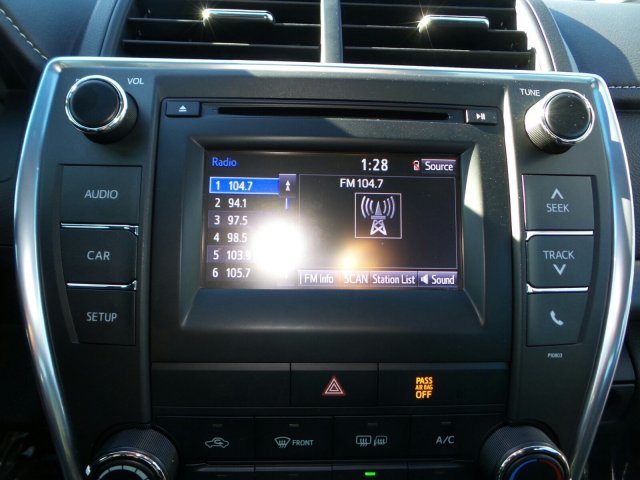 VOL
TUNE
Radio
1:28
Source
1 104.7
FM 104.7
2 94.1
3 97.5
4 98.5
5 103.9
6 105.7
FM Info
SCAN
Station List
Sound
AUDIO
CAR
SETUP
SEEK
TRACK
P10803
PASS
AIR BAG
OFF
FRONT
A/C